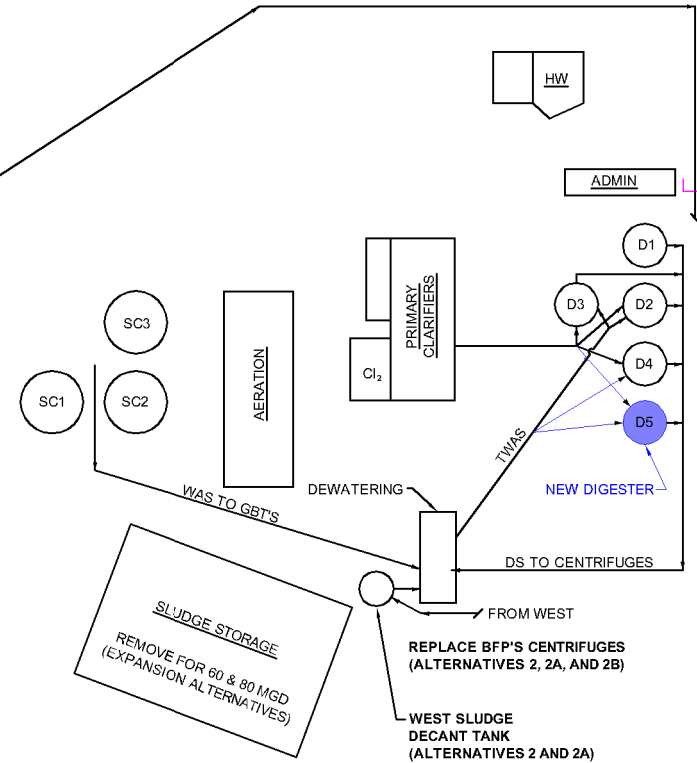 HW
ADMIN
D1
D3
D2
PRIMARY
CLARIFIERS
SC3
AERATION
Cl₂
D4
SC1
SC2
D5
TWAS
DEWATERING
NEW DIGESTER
WAS TO GBT'S
DS TO CENTRIFUGES
SLUDGE STORAGE
FROM WEST
REMOVE FOR 60 & 80 MGD
(EXPANSION ALTERNATIVES)
REPLACE BFP'S CENTRIFUGES
(ALTERNATIVES 2, 2A, AND 2B)
WEST SLUDGE
DECANT TANK
(ALTERNATIVES 2 AND 2A)